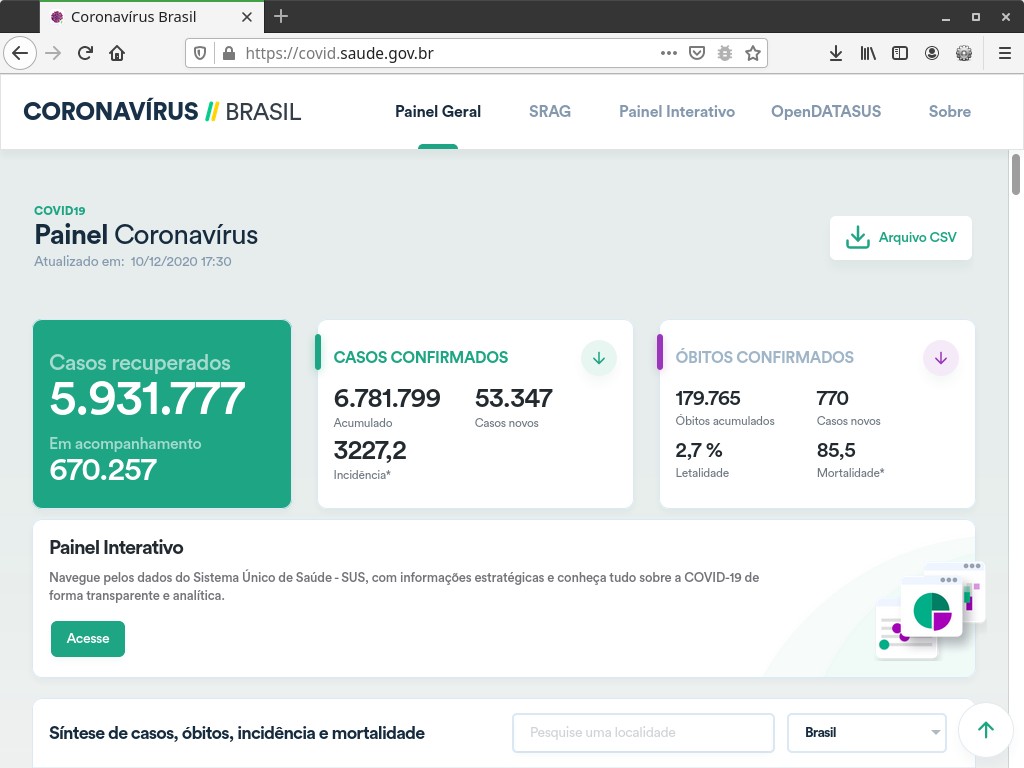 Coronavírus Brasil
https://covid.saude.gov.br
CORONAVÍRUS // BRASIL
Painel Geral
SRAG
Painel Interativo
OpenDATASUS
Sobre
COVID19
Painel Coronavírus
Atualizado em: 10/12/2020 17:30
Arquivo CSV
Casos recuperados
5.931.777
Em acompanhamento
670.257
CASOS CONFIRMADOS
6.781.799
53.347
Acumulado
Casos novos
3227,2
Incidência*
ÓBITOS CONFIRMADOS
179.765
770
Óbitos acumulados
Casos novos
2,7 %
85,5
Letalidade
Mortalidade*
Painel Interativo
Navegue pelos dados do Sistema Único de Saúde - SUS, com informações estratégicas e conheça tudo sobre a COVID-19 de
forma transparente e analítica.
Acesse
Síntese de casos, óbitos, incidência e mortalidade
Pesquise uma localidade
Brasil